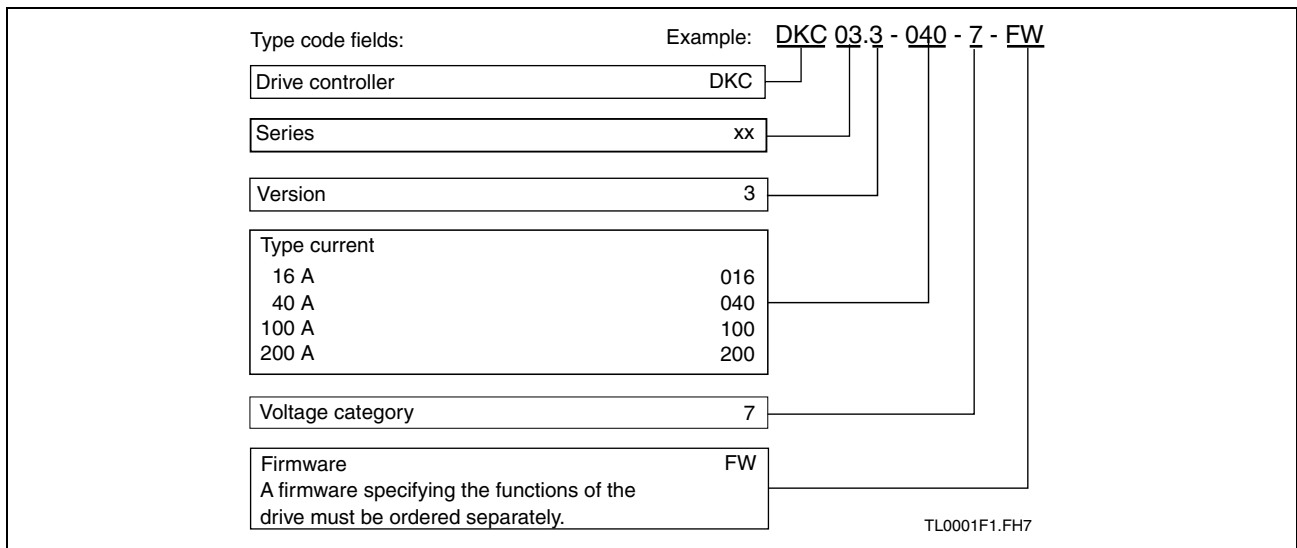 Type code fields: Example: DKC 03.3 - 040 - 7 - FW
Drive controller DKC
Series xx
Version 3
Type current
16 A 016
40 A 040
100 A 100
200 A 200
Voltage category 7
Firmware FW
A firmware specifying the functions of the
drive must be ordered separately.
TL0001F1.FH7